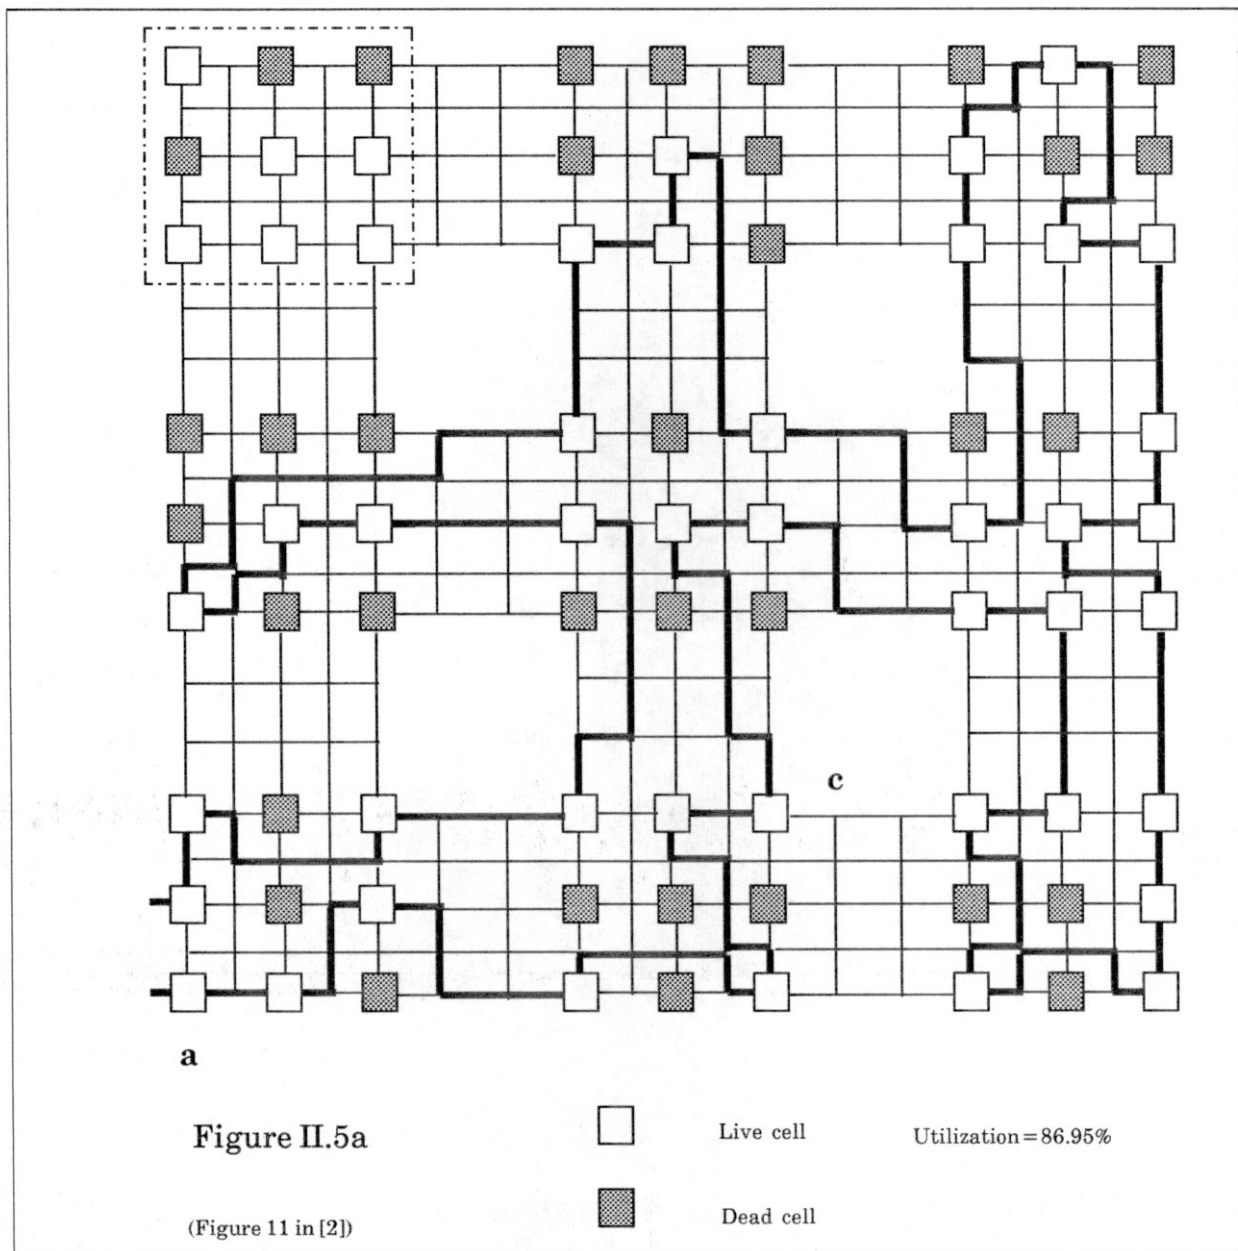 c
a
Figure II.5a
Live cell
Utilization=86.95%
(Figure 11 in [2])
Dead cell